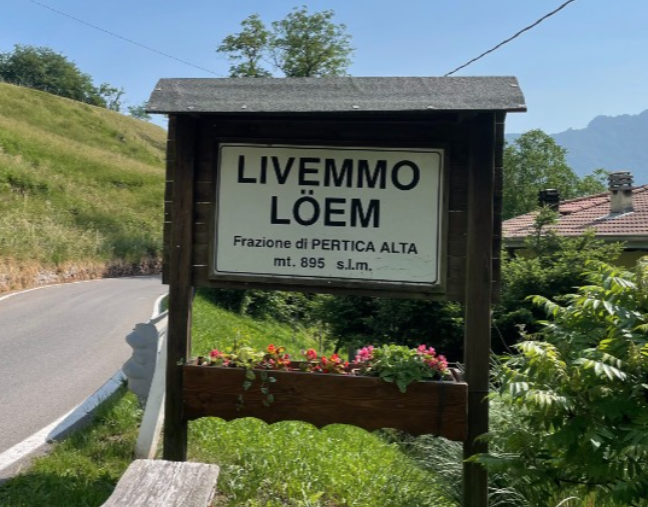 LIVEMMO
LÖEM
Frazione di PERTICA ALTA
mt. 895 s.l.m.